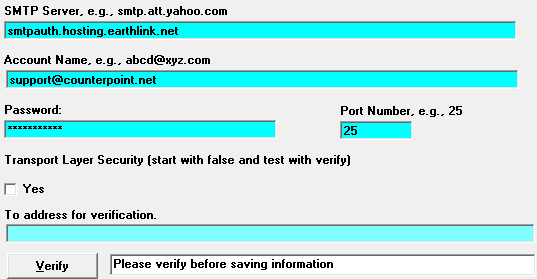 SMTP Server, e.g., smtp.att.yahoo.com
smtpauth.hosting.earthlink.net
Account Name, e.g., abcd@xyz.com
support@counterpoint.net
Password:
Port Number, e.g., 25
***********
25
Transport Layer Security (start with false and test with verify)
Yes
To address for verification.
Verify
Please verify before saving information